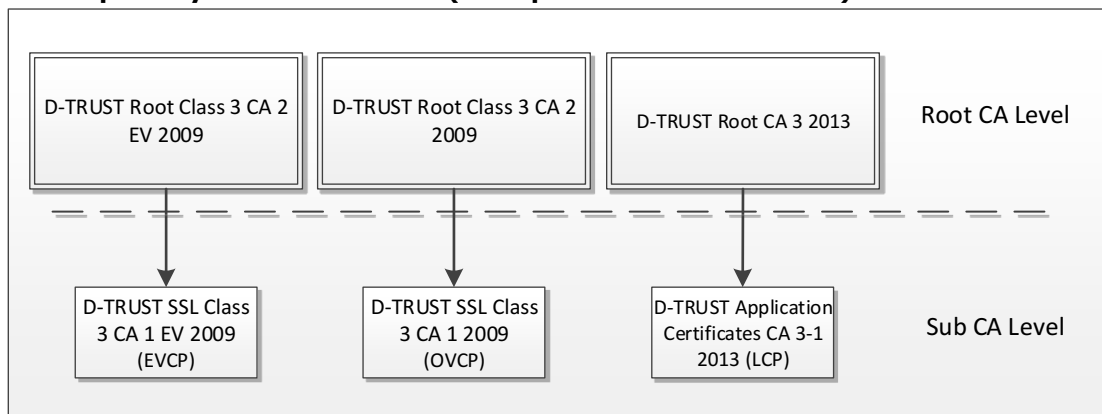 D-TRUST Root Class 3 CA 2
EV 2009
D-TRUST Root Class 3 CA 2
2009
D-TRUST Root CA 3 2013
Root CA Level
D-TRUST SSL Class
3 CA 1 EV 2009
(EVCP)
D-TRUST SSL Class
3 CA 1 2009
(OVCP)
D-TRUST Application
Certificates CA 3-1
2013 (LCP)
Sub CA Level